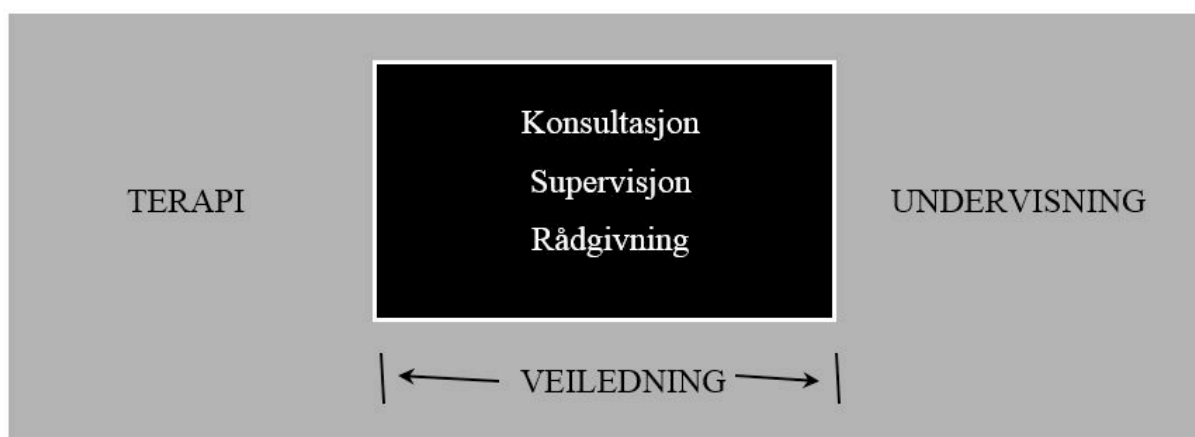 Konsultasjon
Supervisjon
TERAPI
UNDERVISNING
Rådgivning
VEILEDNING